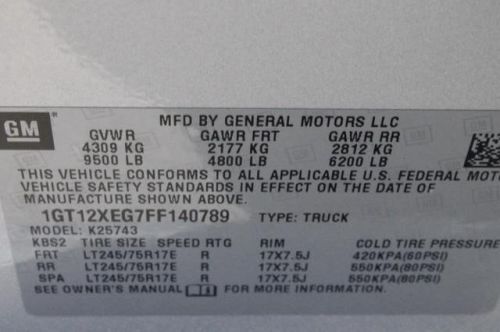 GM
MFD BY GENERAL MOTORS LLC
GVWR GAWR FRT GAWR RR
4309 KG 2177 KG 2812 KG
9500 LB 4800 LB 6200 LB
THIS VEHICLE CONFORMS TO ALL APPLICABLE U.S. FEDERAL MOT
VEHICLE SAFETY STANDARDS IN EFFECT ON THE DATE OF
MANUFACTURE SHOWN ABOVE.
1GT12XEG7FF140789 TYPE: TRUCK
MODEL: K25743
KBS2 TIRE SIZE SPEED RTG RIM COLD TIRE PRESSURE
FRT LT245/75R17E R 17X7.5J 420KPA(60PSI)
RR LT245/75R17E R 17X7.5J 550KPA(80PSI)
SPA LT245/75R17E R 17X7.5J 550KPA(80PSI)
SEE OWNER'S MANUAL FOR MORE INFORMATION.